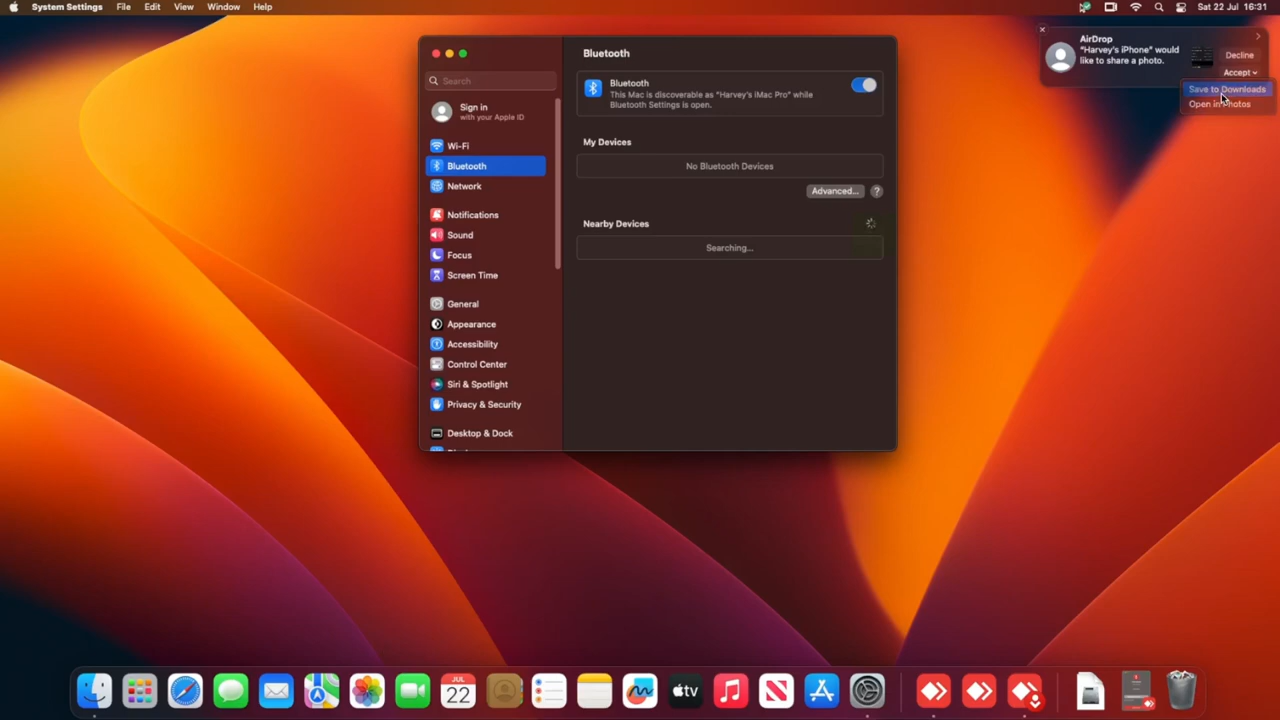 System Settings File Edit View Window Help Sat 22 Jul 16:31
AirDrop
"Harvey's iPhone" would
like to share a photo.
Decline
Accept
Save to Downloads
Open in Photos
Search
Sign in
with your Apple ID
Wi-Fi
Bluetooth
Network
Notifications
Sound
Focus
Screen Time
General
Appearance
Accessibility
Control Center
Siri & Spotlight
Privacy & Security
Desktop & Dock
Bluetooth
Bluetooth
This Mac is discoverable as "Harvey's iMac Pro" while
Bluetooth Settings is open.
My Devices
No Bluetooth Devices
Advanced... ?
Nearby Devices
Searching...
JUL
22
tv